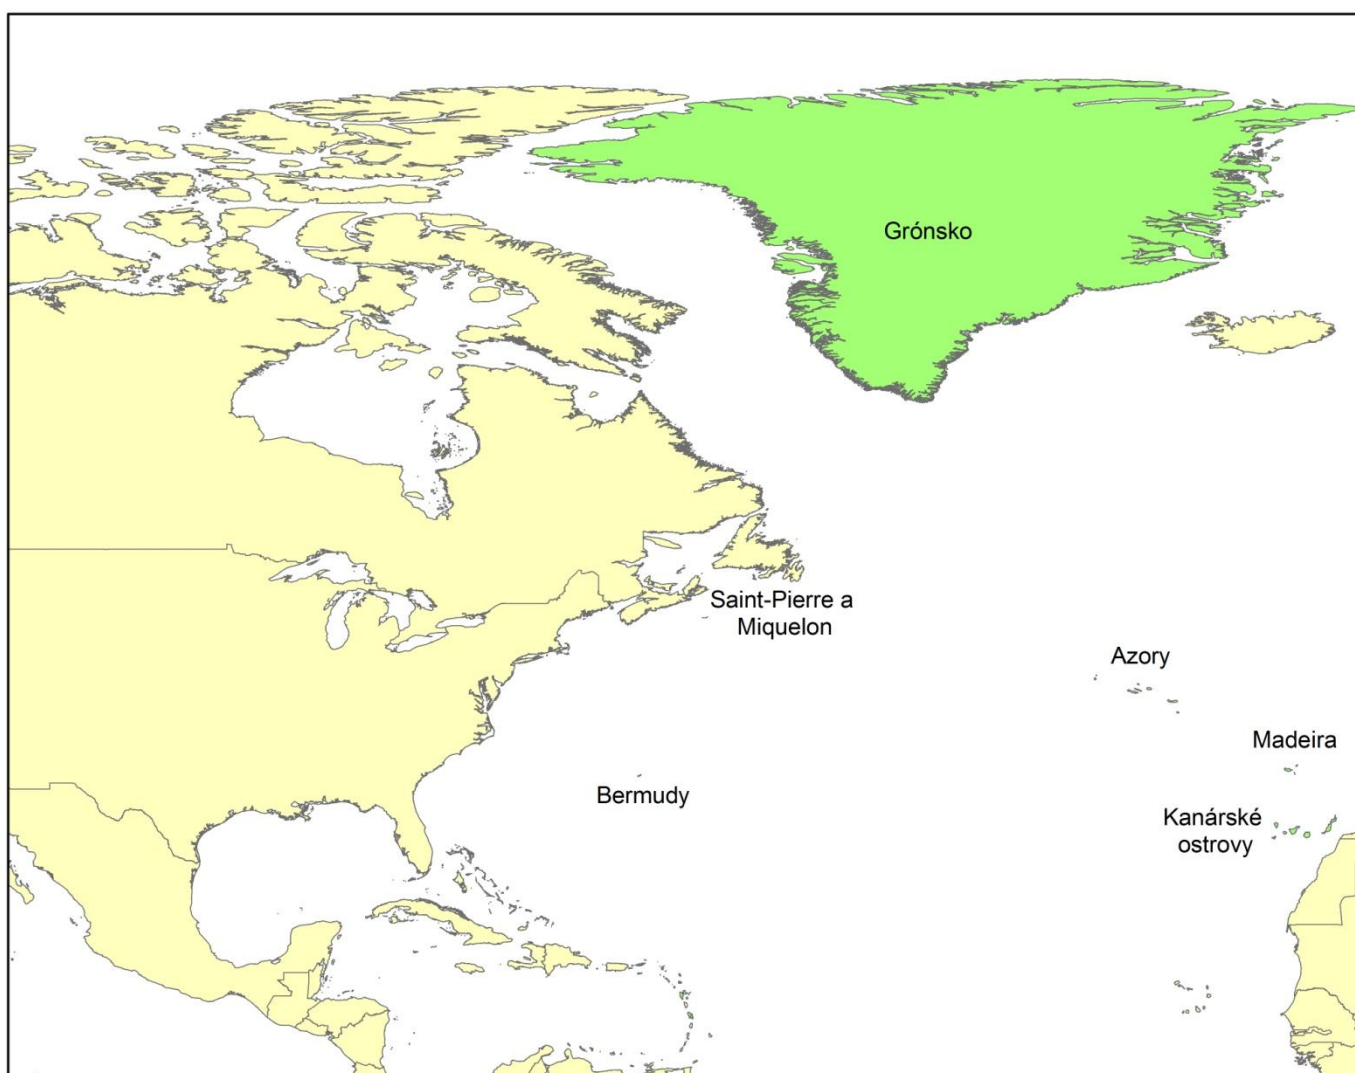 Grónsko
Saint-Pierre a
Miquelon
Azory
Madeira
Bermudy
Kanárské
ostrovy